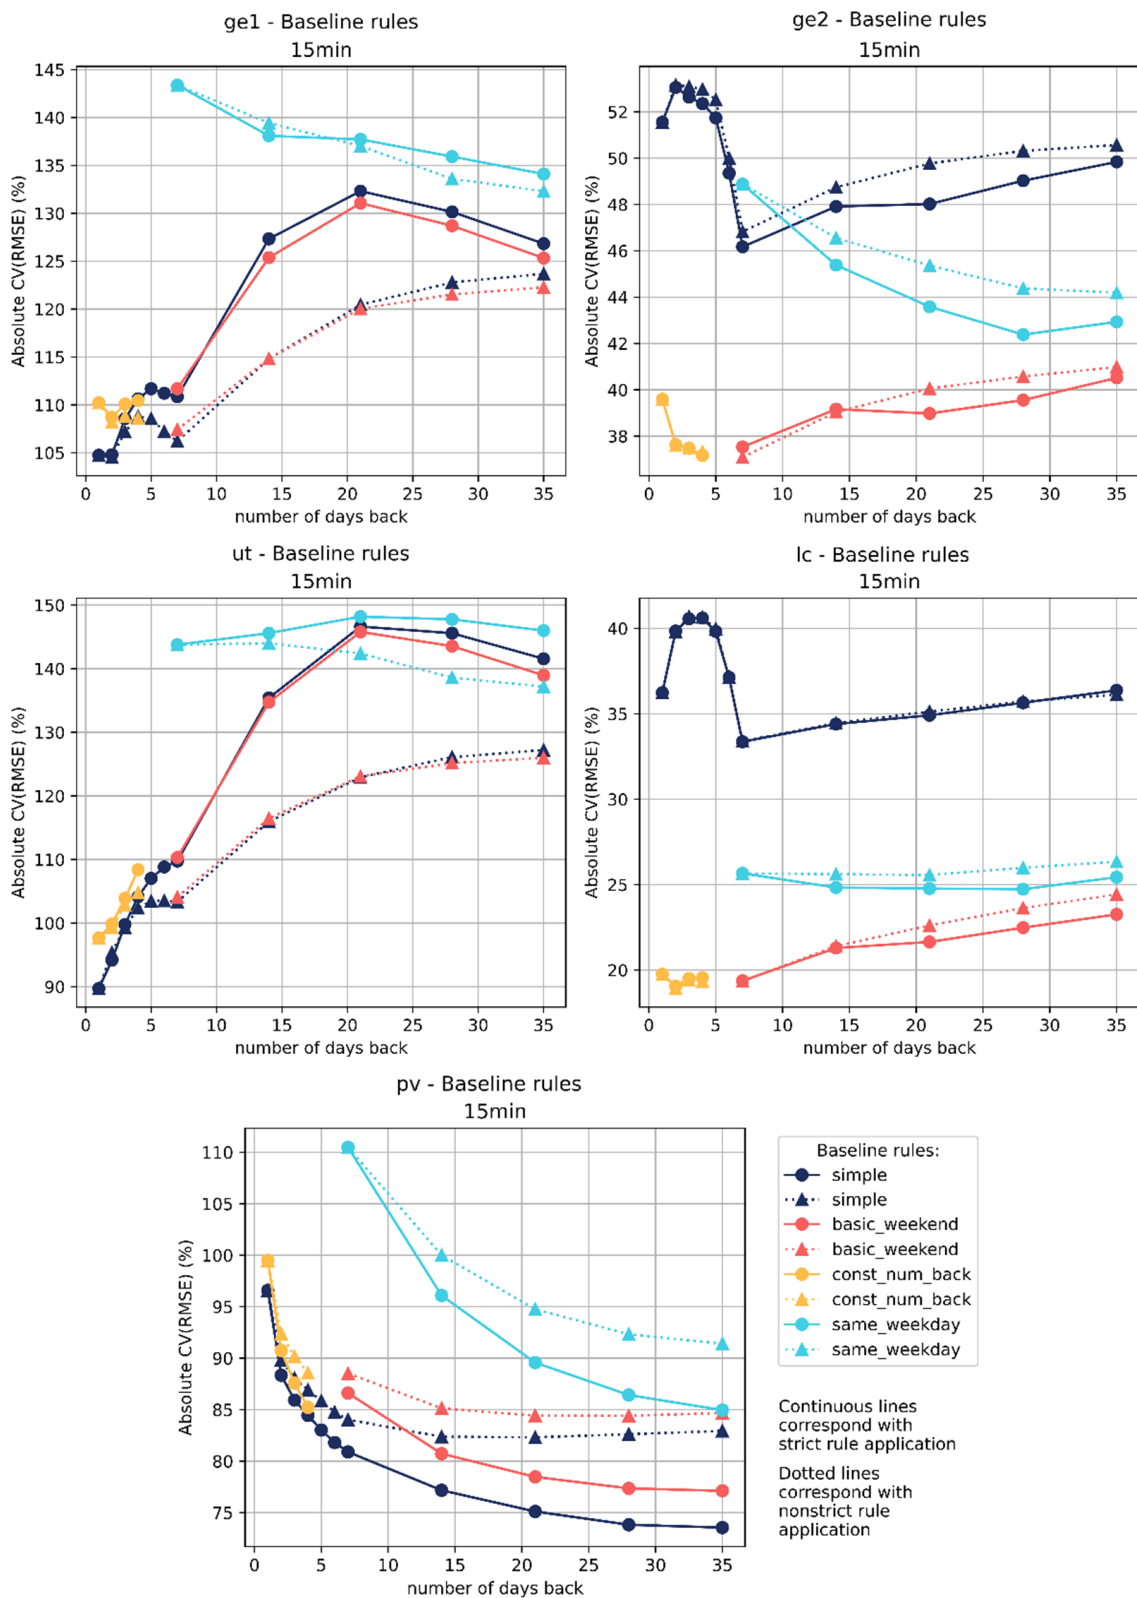 ge1 - Baseline rules
15min
Absolute CV(RMSE) (%)
145
140
135
130
125
120
115
110
105
0 5 10 15 20 25 30 35
number of days back
ge2 - Baseline rules
15min
Absolute CV(RMSE) (%)
52
50
48
46
44
42
40
38
0 5 10 15 20 25 30 35
number of days back
ut - Baseline rules
15min
Absolute CV(RMSE) (%)
150
140
130
120
110
100
90
0 5 10 15 20 25 30 35
number of days back
lc - Baseline rules
15min
Absolute CV(RMSE) (%)
40
35
30
25
20
0 5 10 15 20 25 30 35
number of days back
pv - Baseline rules
15min
Absolute CV(RMSE) (%)
110
105
100
95
90
85
80
75
0 5 10 15 20 25 30 35
number of days back
Baseline rules:
simple
simple
basic_weekend
basic_weekend
const_num_back
const_num_back
same_weekday
same_weekday
Continuous lines
correspond with
strict rule application
Dotted lines
correspond with
nonstrict rule
application